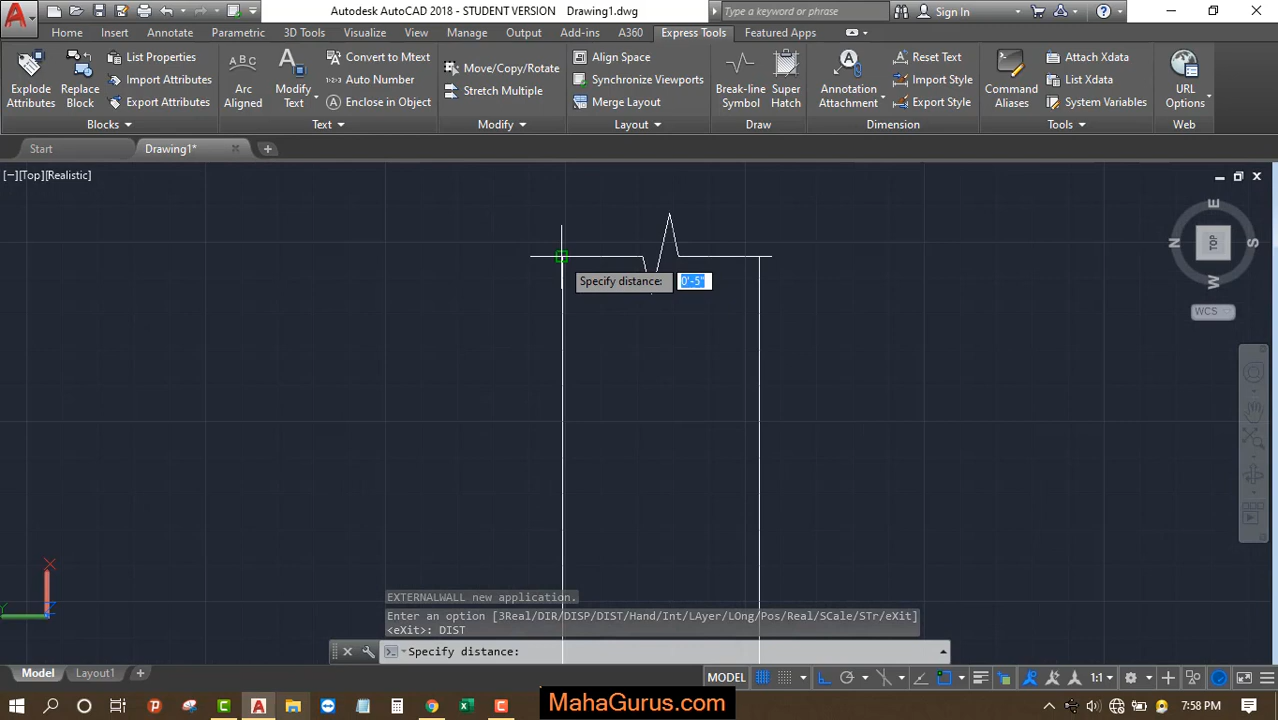 Autodesk AutoCAD 2018 - STUDENT VERSION Drawing1.dwg
Type a keyword or phrase
Sign In
Home Insert Annotate Parametric 3D Tools Visualize View Manage Output Add-ins A360 Express Tools Featured Apps
Explode Attributes
Replace Block
List Properties
Import Attributes
Export Attributes
Blocks
Arc Aligned
Modify Text
Convert to Mtext
Auto Number
Enclose in Object
Text
Move/Copy/Rotate
Stretch Multiple
Modify
Align Space
Synchronize Viewports
Merge Layout
Layout
Break-line Symbol
Super Hatch
Draw
Annotation Attachment
Reset Text
Import Style
Export Style
Dimension
Command Aliases
Attach Xdata
List Xdata
System Variables
Tools
URL Options
Web
Start Drawing1*
[−][Top][Realistic]
E
N TOP S
W
WCS
Specify distance: 0'-5"
X
Y
EXTERNALWALL new application.
Enter an option [3Real/DIR/DISP/DIST/Hand/Int/LAyer/LOng/Pos/Real/SCale/STr/eXit]
<eXit>: DIST
Specify distance:
Model Layout1
MODEL 1:1
MahaGurus.com
ENG 7:58 PM